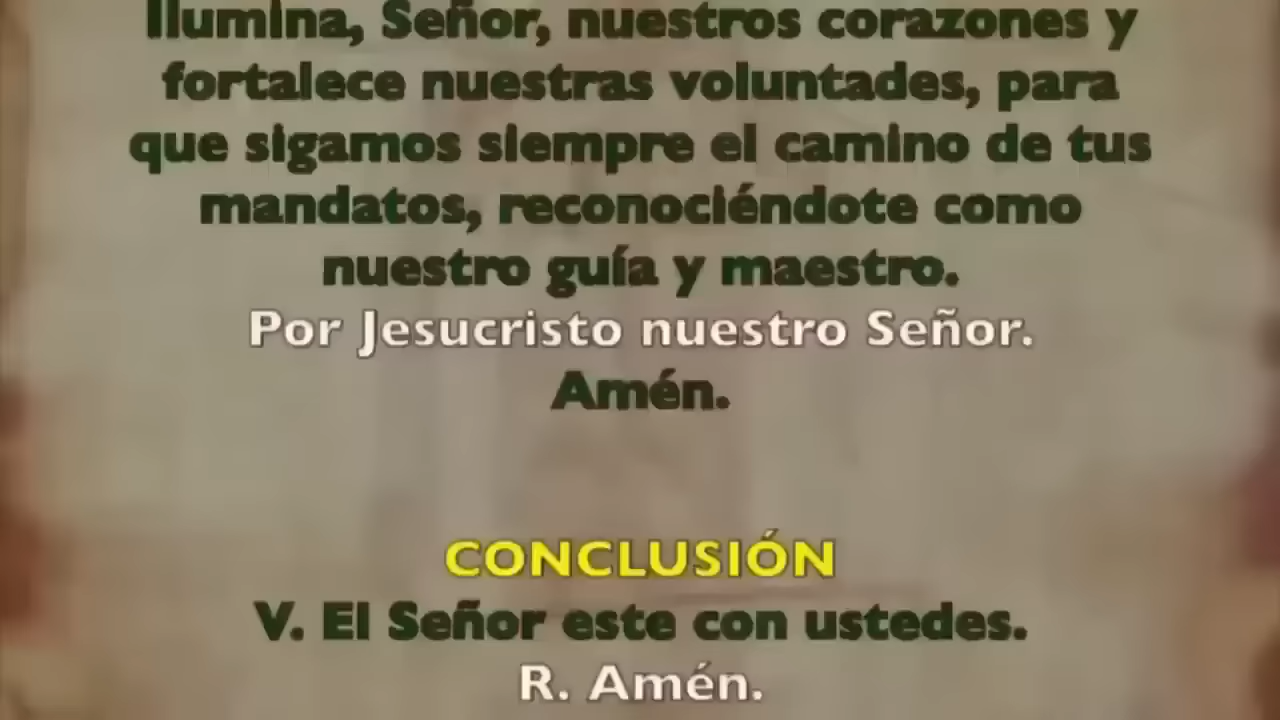 Ilumina, Señor, nuestros corazones y
fortalece nuestras voluntades, para
que sigamos siempre el camino de tus
mandatos, reconociéndote como
nuestro guía y maestro.
Por Jesucristo nuestro Señor.
Amén.
CONCLUSIÓN
V. El Señor este con ustedes.
R. Amén.